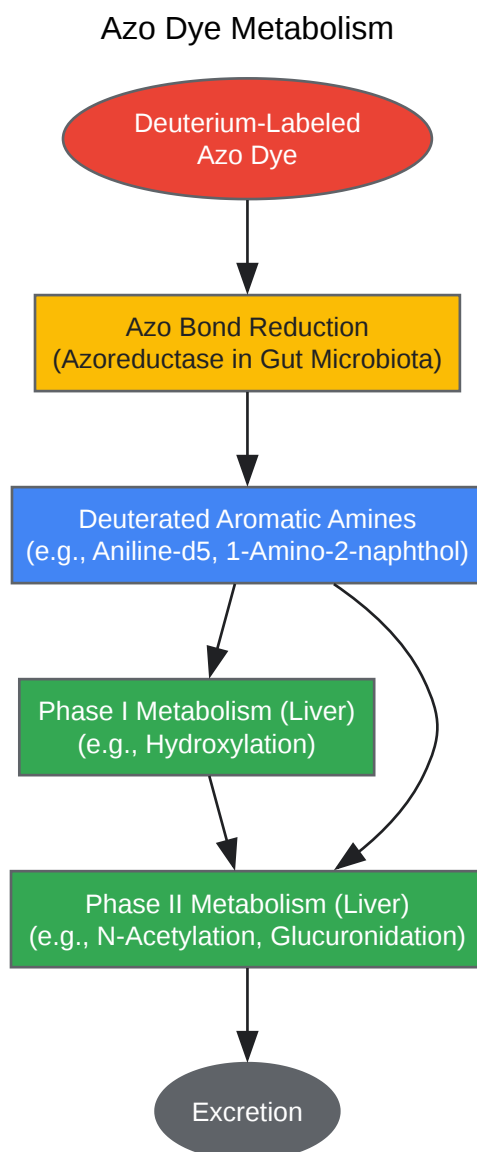 Azo Dye Metabolism
Deuterium-Labeled
Azo Dye
Azo Bond Reduction
(Azoreductase in Gut Microbiota)
Deuterated Aromatic Amines
(e.g., Aniline-d5, 1-Amino-2-naphthol)
Phase I Metabolism (Liver)
(e.g., Hydroxylation)
Phase II Metabolism (Liver)
(e.g., N-Acetylation, Glucuronidation)
Excretion